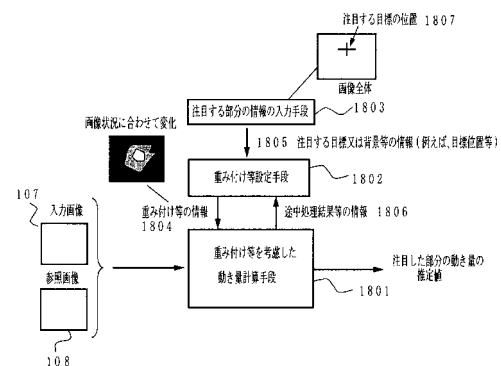 注目する目標の位置 1807
画像全体
注目する部分の情報の入力手段
1803
画像状況に合わせて変化
1805 注目する目標又は背景等の情報(例えば、目標位置等)
重み付け等設定手段
1802
107
入力画像
重み付け等の情報
1804
途中処理結果等の情報 1806
参照画像
重み付け等を考慮した
動き量計算手段
注目した部分の動き量の
推定値
1801
108